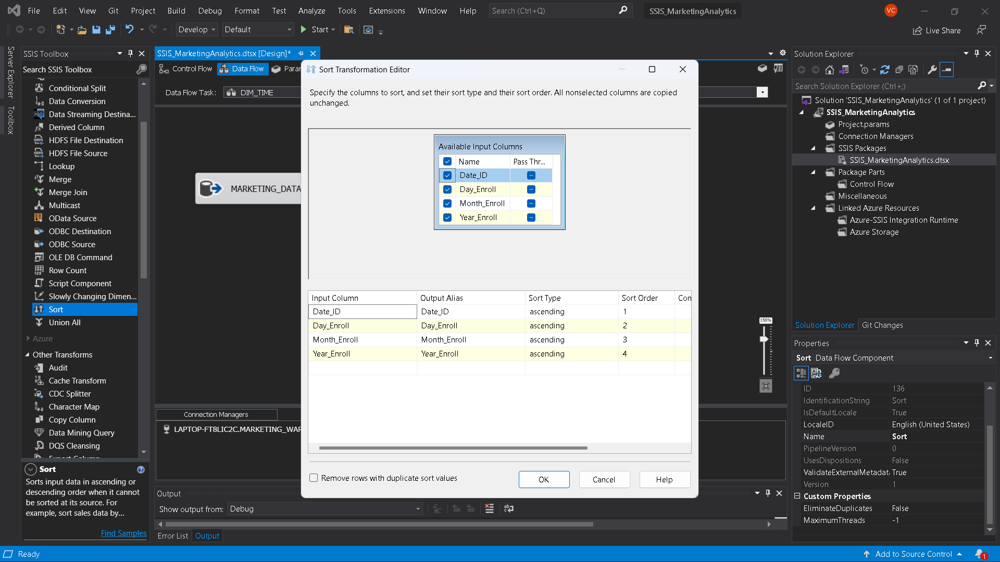 File Edit View Git Project Build Debug Format Test Analyze Tools Extensions Window Help Search (Ctrl+Q) SSIS_MarketingAnalytics VC
Develop Default Start Live Share
Server Explorer
Toolbox
SSIS Toolbox
Search SSIS Toolbox
Conditional Split
Data Conversion
Data Streaming Destina...
Derived Column
HDFS File Destination
HDFS File Source
Lookup
Merge
Merge Join
Multicast
OData Source
ODBC Destination
ODBC Source
OLE DB Command
Row Count
Script Component
Slowly Changing Dimen...
Sort
Union All
Azure
Other Transforms
Audit
Cache Transform
CDC Splitter
Character Map
Copy Column
Data Mining Query
DQS Cleansing
Export Column
Sort
Sorts input data in ascending or
descending order when it cannot
be sorted at its source. For
example, sort sales data by...
Find Samples
SSIS_MarketingAnalytics.dtsx [Design]*
Control Flow Data Flow Param
Data Flow Task: DIM_TIME
MARKETING_DATA
150%
Connection Managers
LAPTOP-FT8LIC2C.MARKETING_WAR
Output
Show output from: Debug
Error List Output
Sort Transformation Editor
Specify the columns to sort, and set their sort type and their sort order. All nonselected columns are copied
unchanged.
Available Input Columns
Name Pass Thr...
Date_ID
Day_Enroll
Month_Enroll
Year_Enroll
Input Column Output Alias Sort Type Sort Order Con
Date_ID Date_ID ascending 1
Day_Enroll Day_Enroll ascending 2
Month_Enroll Month_Enroll ascending 3
Year_Enroll Year_Enroll ascending 4
Remove rows with duplicate sort values OK Cancel Help
Solution Explorer
Search Solution Explorer (Ctrl+;)
Solution 'SSIS_MarketingAnalytics' (1 of 1 project)
SSIS_MarketingAnalytics
Project.params
Connection Managers
SSIS Packages
SSIS_MarketingAnalytics.dtsx
Package Parts
Control Flow
Miscellaneous
Linked Azure Resources
Azure-SSIS Integration Runtime
Azure Storage
Solution Explorer Git Changes
Properties
Sort Data Flow Component
ID 136
IdentificationString Sort
IsDefaultLocale True
LocaleID English (United States)
Name Sort
PipelineVersion 0
UsesDispositions False
ValidateExternalMetadat True
Version 1
Custom Properties
EliminateDuplicates False
MaximumThreads -1
Ready Add to Source Control 1